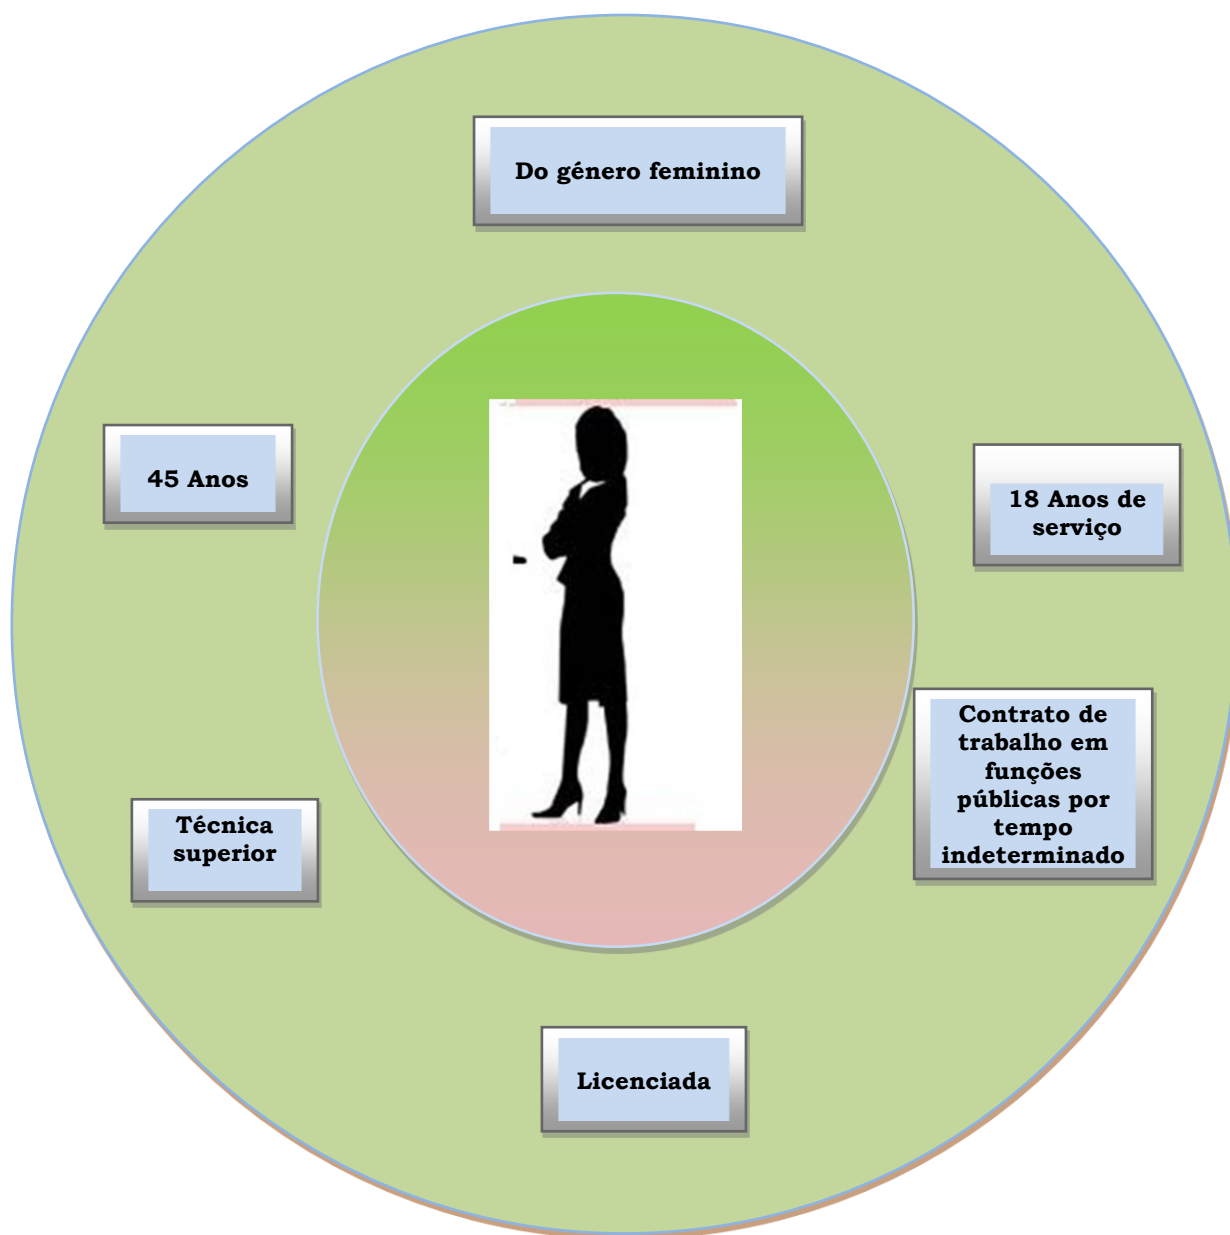 Do género feminino
45 Anos
18 Anos de
serviço
Contrato de
trabalho em
funções
públicas por
tempo
indeterminado
Técnica
superior
Licenciada